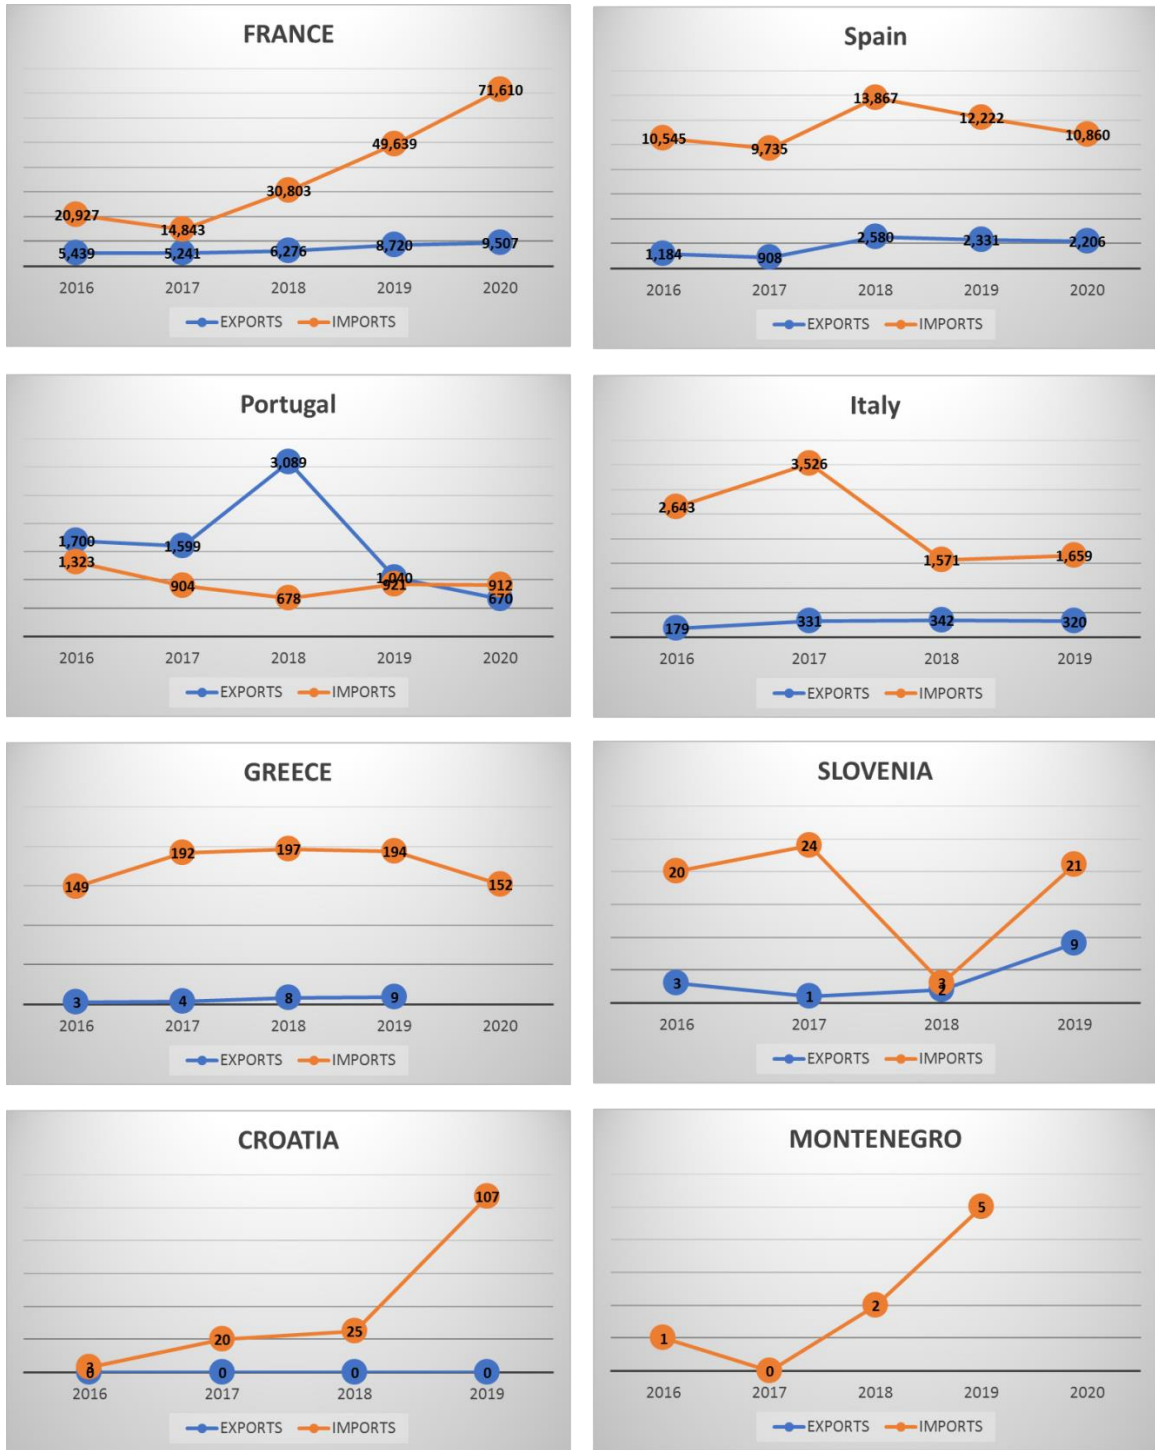 FRANCE
71,610
49,639
30,803
20,927
14,843
5,439 5,241 6,276 8,720 9,507
2016 2017 2018 2019 2020
EXPORTS IMPORTS
Spain
13,867
12,222
10,545 9,735 10,860
1,184 908 2,580 2,331 2,206
2016 2017 2018 2019 2020
EXPORTS IMPORTS
Portugal
3,089
1,700 1,599
1,323
1,040
904 678 921 912
670
2016 2017 2018 2019 2020
EXPORTS IMPORTS
Italy
3,526
2,643
1,571 1,659
179 331 342 320
2016 2017 2018 2019
EXPORTS IMPORTS
GREECE
149 192 197 194 152
3 4 8 9
2016 2017 2018 2019 2020
EXPORTS IMPORTS
SLOVENIA
20 24 21
3
3 1 2 9
2016 2017 2018 2019
EXPORTS IMPORTS
CROATIA
107
20 25
3
0 0 0 0
2016 2017 2018 2019
EXPORTS IMPORTS
MONTENEGRO
5
2
1
0
2016 2017 2018 2019 2020
EXPORTS IMPORTS